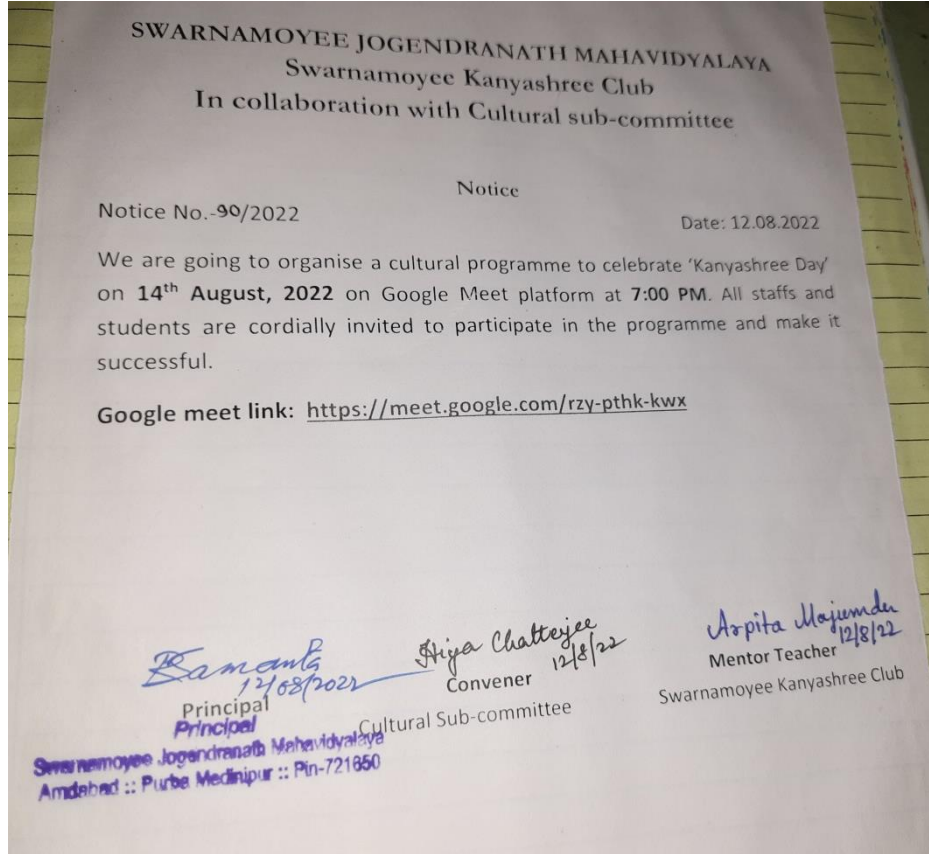 SWARNAMOYEE JOGENDRANATH MAHAVIDYALAYA
Swarnamoyee Kanyashree Club
In collaboration with Cultural sub-committee
Notice
Notice No.-90/2022
Date: 12.08.2022
We are going to organise a cultural programme to celebrate ‘Kanyashree Day’
on 14th August, 2022 on Google Meet platform at 7:00 PM. All staffs and
students are cordially invited to participate in the programme and make it
successful.
Google meet link: https://meet.google.com/rzy-pthk-kwx
Samanta
12/08/2022
Principal
Principal
Swarnamoyee Jogendranath Mahavidyalaya
Amdabad :: Purba Medinipur :: Pin-721650
Hiya Chatterjee
12/8/22
Convener
Cultural Sub-committee
Arpita Majumder
12/8/22
Mentor Teacher
Swarnamoyee Kanyashree Club